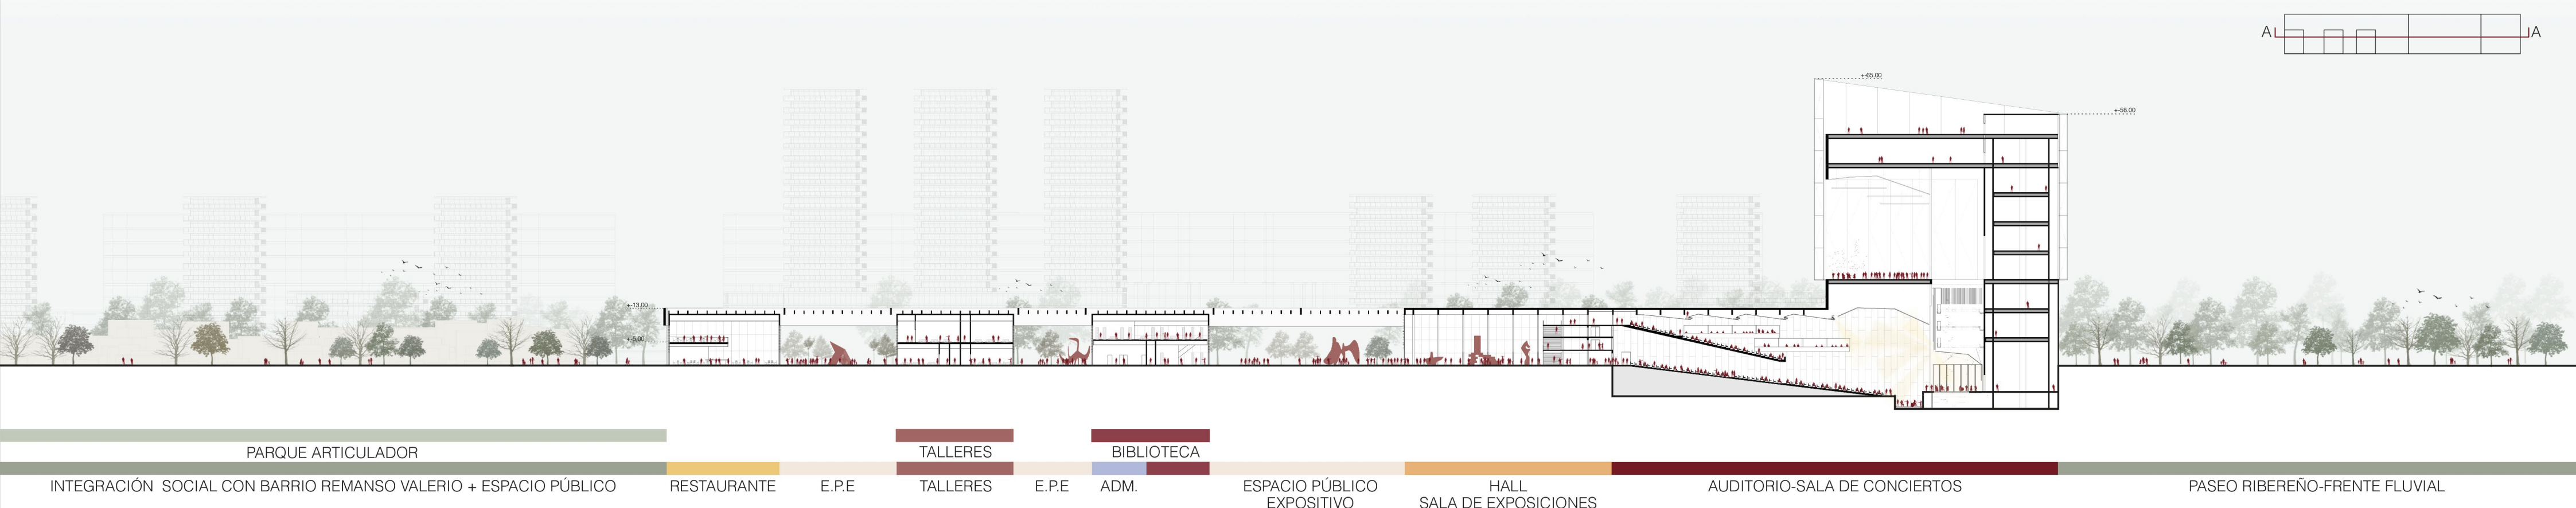 A A
+-65.00
+-58.00
+-13.00
+-5.00
PARQUE ARTICULADOR
TALLERES
BIBLIOTECA
INTEGRACIÓN SOCIAL CON BARRIO REMANSO VALERIO + ESPACIO PÚBLICO
RESTAURANTE
E.P.E
TALLERES
E.P.E
ADM.
ESPACIO PÚBLICO
EXPOSITIVO
HALL
SALA DE EXPOSICIONES
AUDITORIO-SALA DE CONCIERTOS
PASEO RIBEREÑO-FRENTE FLUVIAL